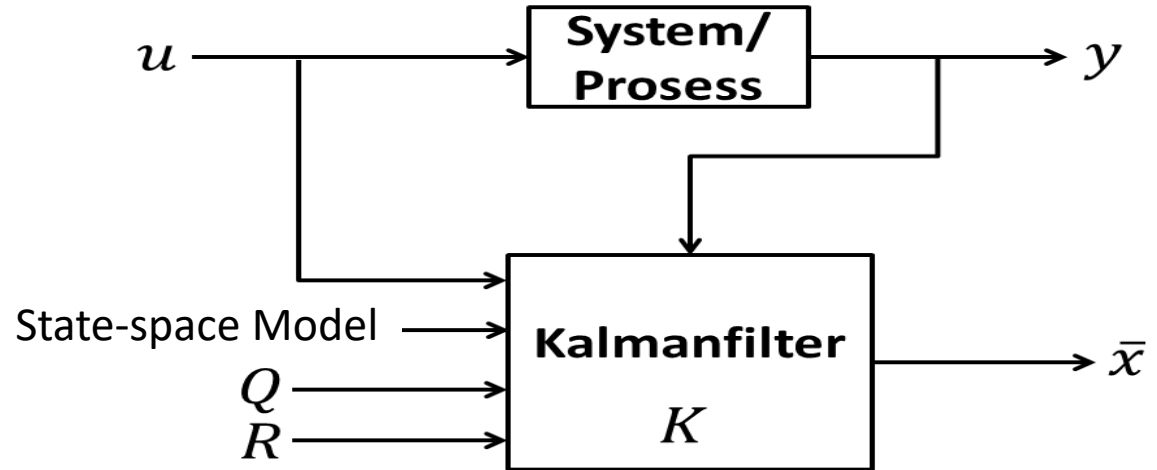 u
System/
Prosess
y
State-space Model
Q
R
Kalmanfilter
K
x̄